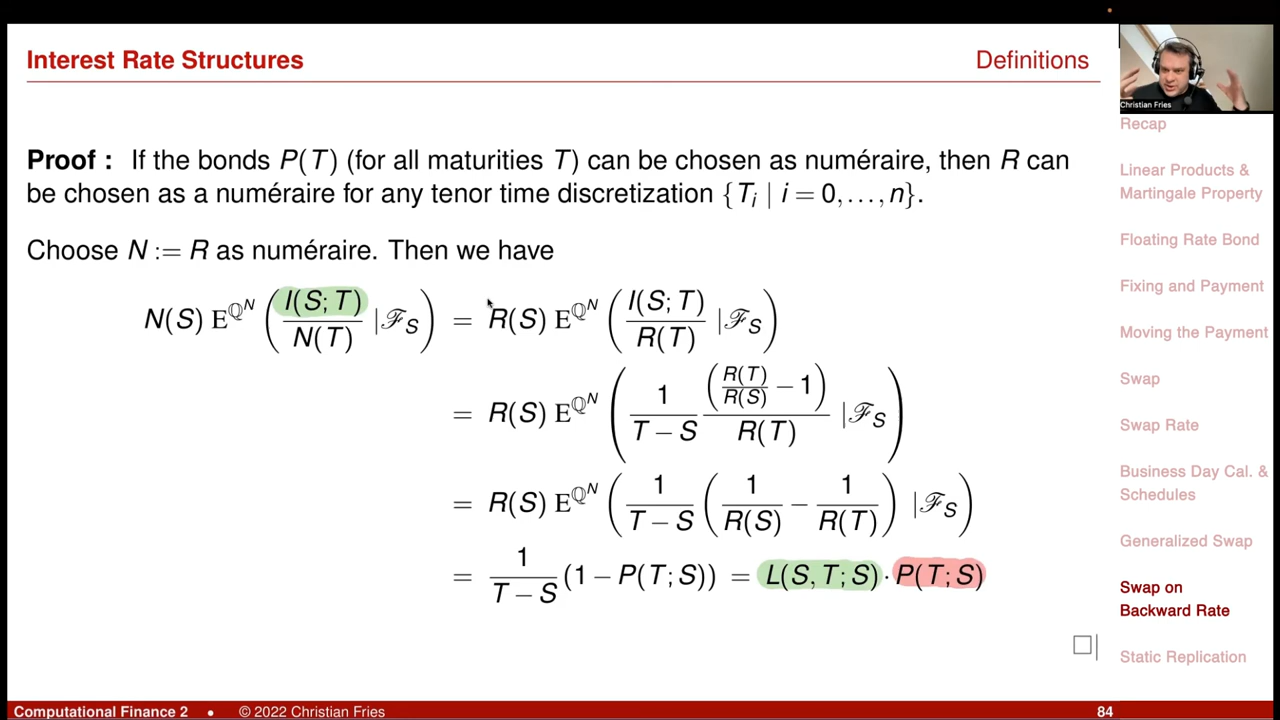 Interest Rate Structures
Definitions
Proof : If the bonds P(T) (for all maturities T) can be chosen as numéraire, then R can
be chosen as a numéraire for any tenor time discretization {T_i | i = 0,...,n}.
Choose N := R as numéraire. Then we have
N(S) E^{ℚ^N} ( I(S;T) / N(T) | ℱ_S ) = R(S) E^{ℚ^N} ( I(S;T) / R(T) | ℱ_S )
= R(S) E^{ℚ^N} ( 1 / (T − S) · ( R(T) / R(S) − 1 ) / R(T) | ℱ_S )
= R(S) E^{ℚ^N} ( 1 / (T − S) ( 1 / R(S) − 1 / R(T) ) | ℱ_S )
= 1 / (T − S) (1 − P(T;S)) = L(S,T;S) · P(T;S)
□
Christian Fries
Recap
Linear Products &
Martingale Property
Floating Rate Bond
Fixing and Payment
Moving the Payment
Swap
Swap Rate
Business Day Cal. &
Schedules
Generalized Swap
Swap on
Backward Rate
Static Replication
Computational Finance 2 • © 2022 Christian Fries
84